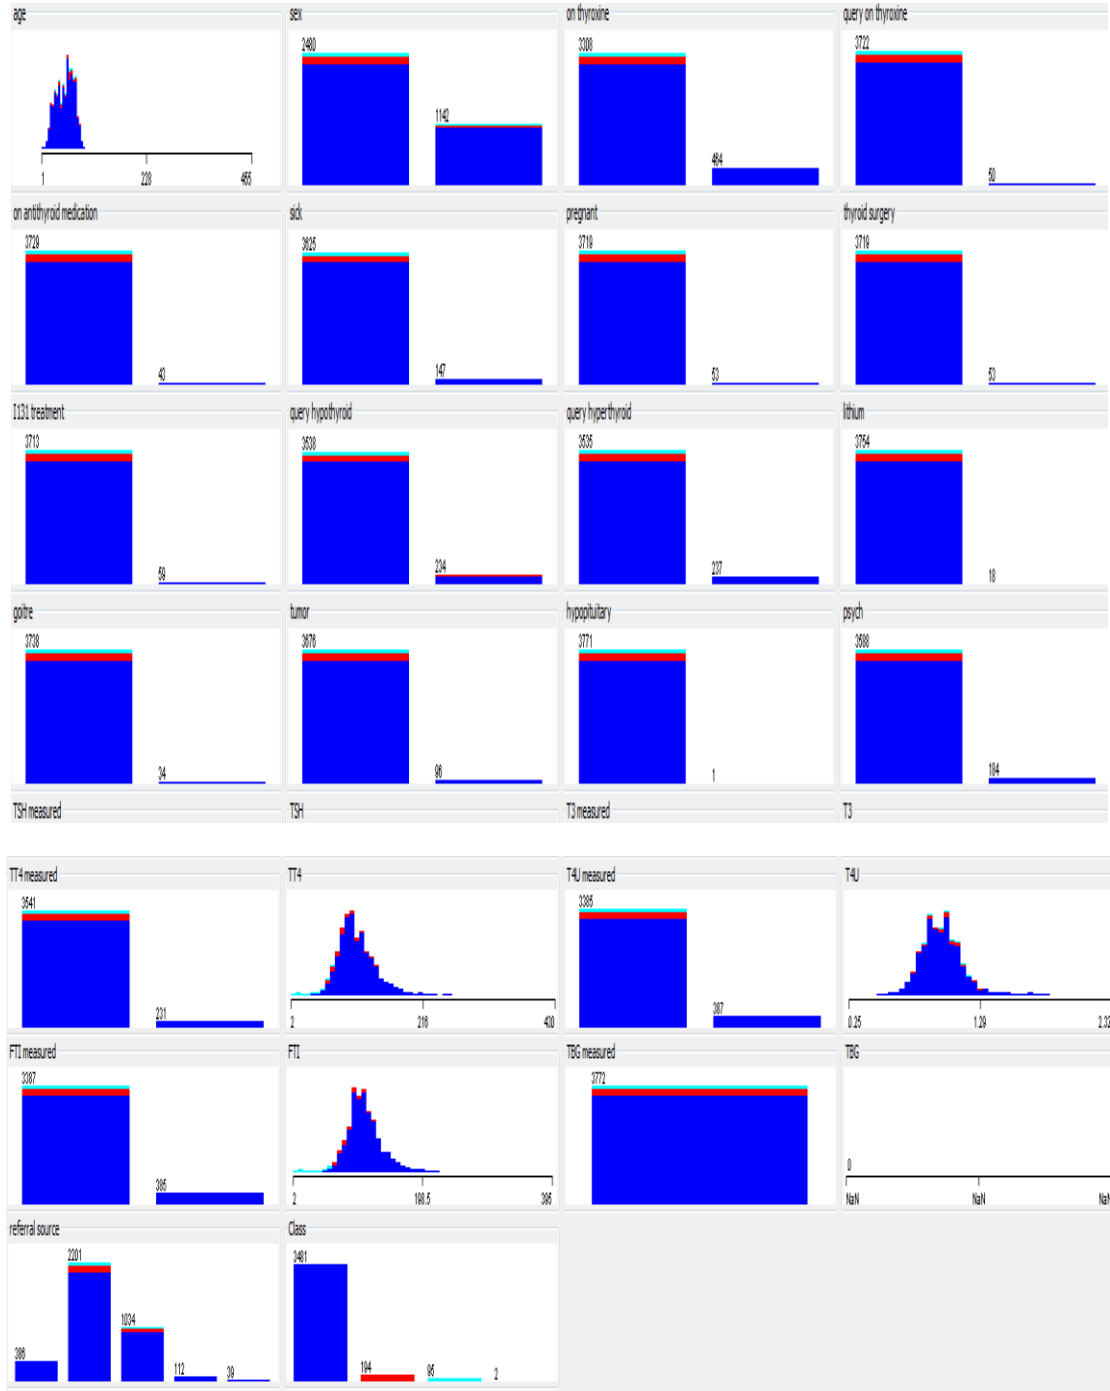 age sex on thyroxine query on thyroxine
2480 3308 3722
1142
464
50
1 228 455
on antithyroid medication sick pregnant thyroid surgery
3729 3625 3719 3719
43 147 53 53
I131 treatment query hypothyroid query hyperthyroid lithium
3713 3538 3535 3754
59 234 237 18
goitre tumor hypopituitary psych
3738 3676 3771 3588
34 96 1 184
TSH measured TSH T3 measured T3
TT4 measured TT4 T4U measured T4U
3541 3385
231 387
2 216 430 0.25 1.29 2.32
FTI measured FTI TBG measured TBG
3387 3772
385 0
2 198.5 395 NaN NaN NaN
referral source Class
2201 3481
1034
386 112 39 194 95 2